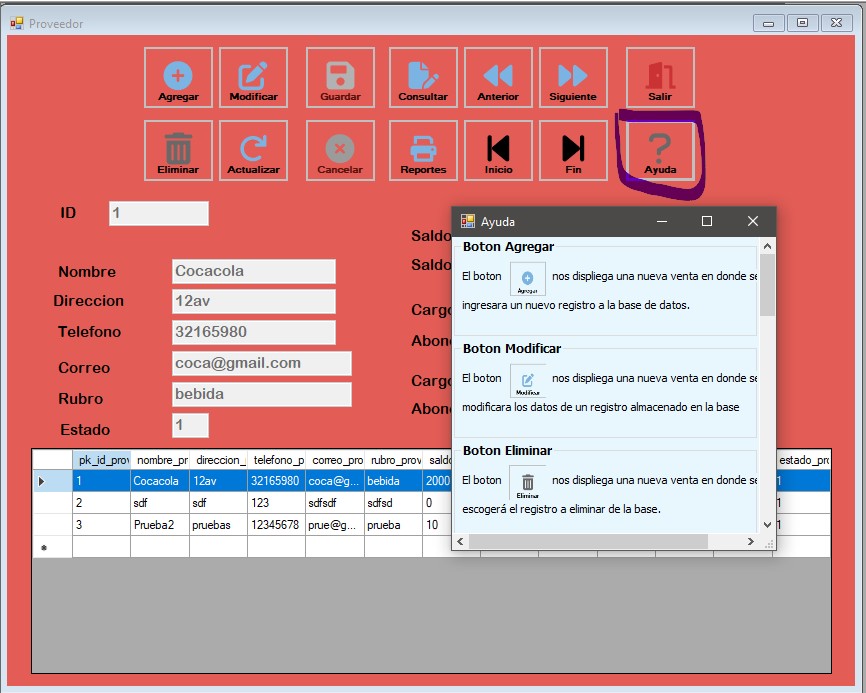 Proveedor
Agregar Modificar Guardar Consultar Anterior Siguiente Salir
Eliminar Actualizar Cancelar Reportes Inicio Fin Ayuda
ID 1
Saldo
Saldo
Nombre Cocacola
Direccion 12av
Cargo
Telefono 32165980
Abono
Correo coca@gmail.com
Cargo
Rubro bebida
Abono
Estado 1
Ayuda
Boton Agregar
El boton Agregar nos displiega una nueva venta en donde se
ingresara un nuevo registro a la base de datos.
Boton Modificar
El boton Modificar nos displiega una nueva venta en donde se
modificara los datos de un registro almacenado en la base
Boton Eliminar
El boton Eliminar nos displiega una nueva venta en donde se
escogerá el registro a eliminar de la base.
pk_id_prov nombre_pr direccion_ telefono_p correo_pro rubro_prov saldo estado_pro
1 Cocacola 12av 32165980 coca@g... bebida 2000 1
2 sdf sdf 123 sdfsdf sdfsd 0 1
3 Prueba2 pruebas 12345678 prue@g... prueba 10 1